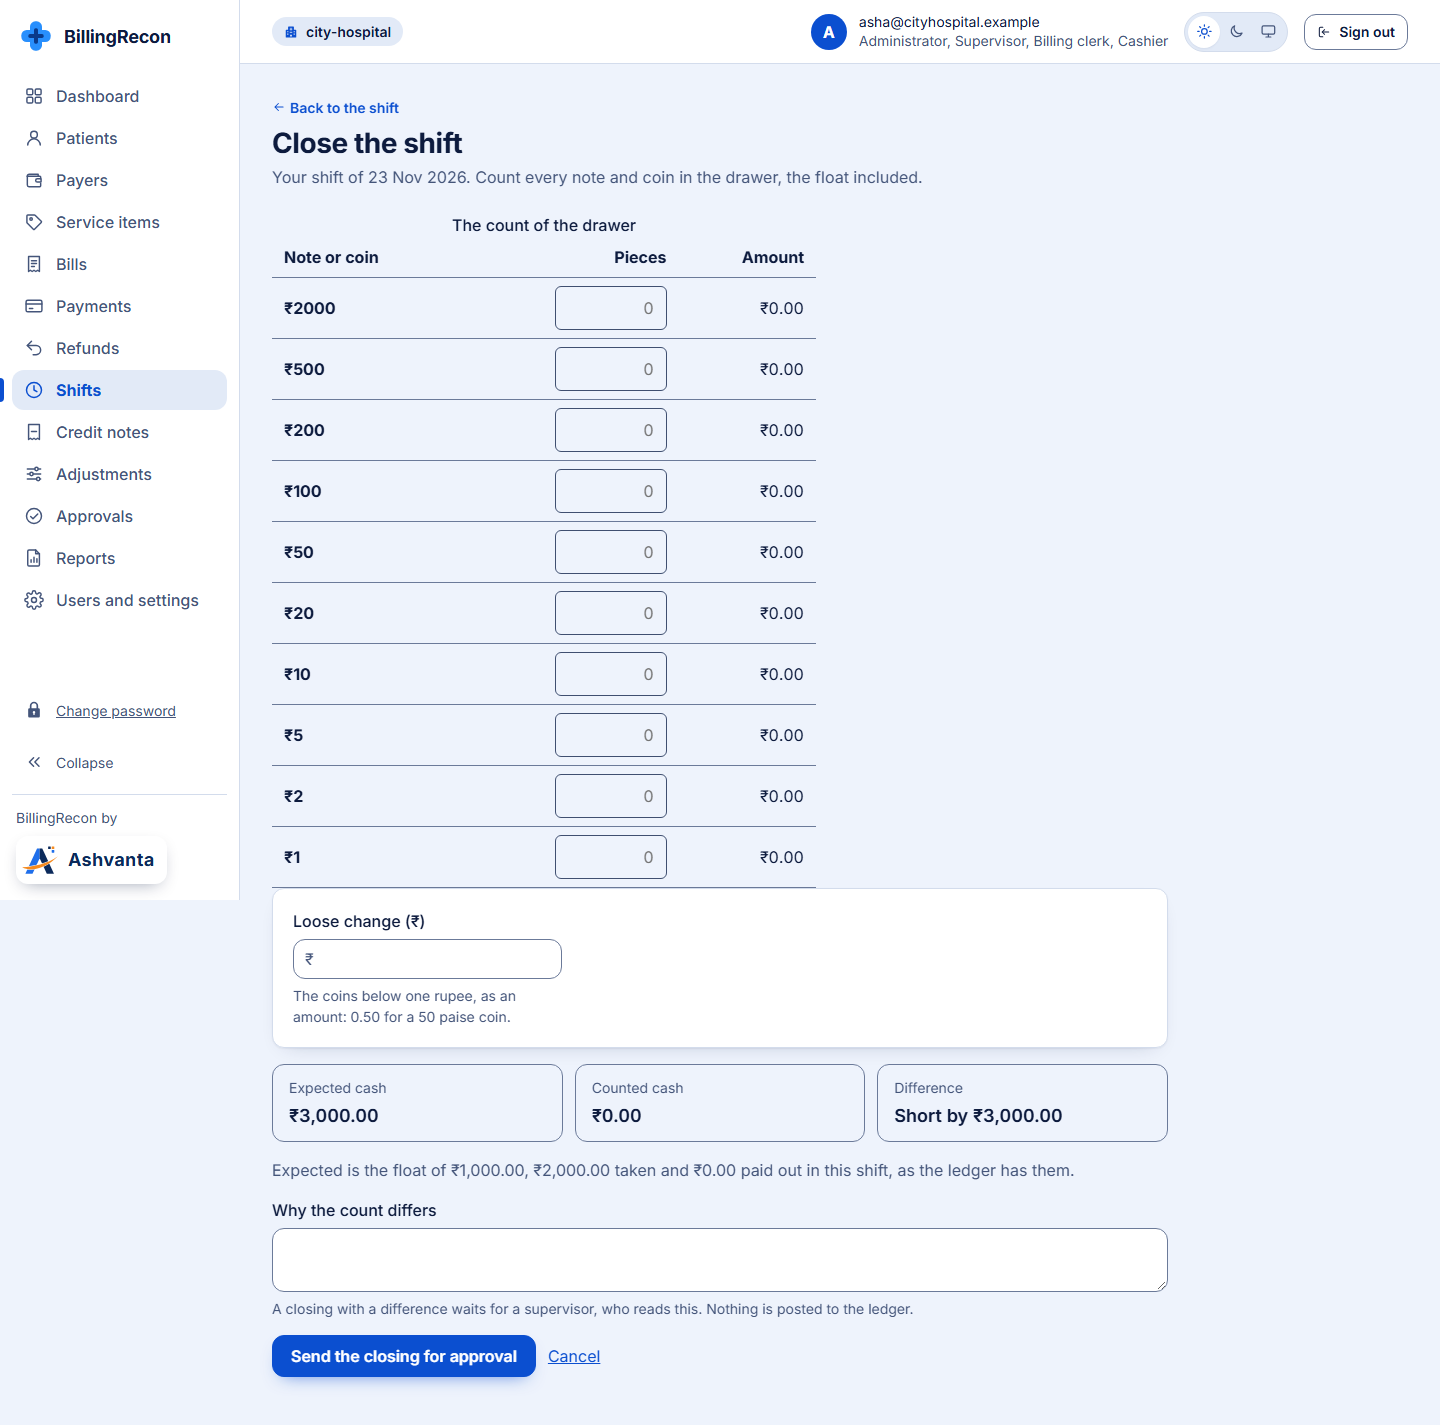 BillingRecon
city-hospital
A
asha@cityhospital.example
Administrator, Supervisor, Billing clerk, Cashier
Sign out
Dashboard
Patients
Payers
Service items
Bills
Payments
Refunds
Shifts
Credit notes
Adjustments
Approvals
Reports
Users and settings
Change password
Collapse
BillingRecon by
Ashvanta
Back to the shift
Close the shift
Your shift of 23 Nov 2026. Count every note and coin in the drawer, the float included.
The count of the drawer
Note or coin Pieces Amount
₹2000 0 ₹0.00
₹500 0 ₹0.00
₹200 0 ₹0.00
₹100 0 ₹0.00
₹50 0 ₹0.00
₹20 0 ₹0.00
₹10 0 ₹0.00
₹5 0 ₹0.00
₹2 0 ₹0.00
₹1 0 ₹0.00
Loose change (₹)
₹
The coins below one rupee, as an
amount: 0.50 for a 50 paise coin.
Expected cash
₹3,000.00
Counted cash
₹0.00
Difference
Short by ₹3,000.00
Expected is the float of ₹1,000.00, ₹2,000.00 taken and ₹0.00 paid out in this shift, as the ledger has them.
Why the count differs
A closing with a difference waits for a supervisor, who reads this. Nothing is posted to the ledger.
Send the closing for approval
Cancel